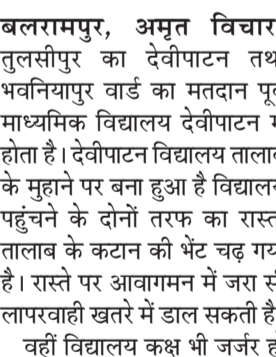 बलरामपुर, अमृत विचार
तुलसीपुर का देवीपाटन तथ
भवनियापुर वार्ड का मतदान पूर
माध्यमिक विद्यालय देवीपाटन म
होता है। देवीपाटन विद्यालय तालाब
के मुहाने पर बना हुआ है विद्यालय
पहुंचने के दोनों तरफ का रास्त
तालाब के कटान की भेंट चढ़ गय
है। रास्ते पर आवागमन में जरा स
लापरवाही खतरे में डाल सकती है
वहीं विद्यालय कक्ष भी जर्जर ह